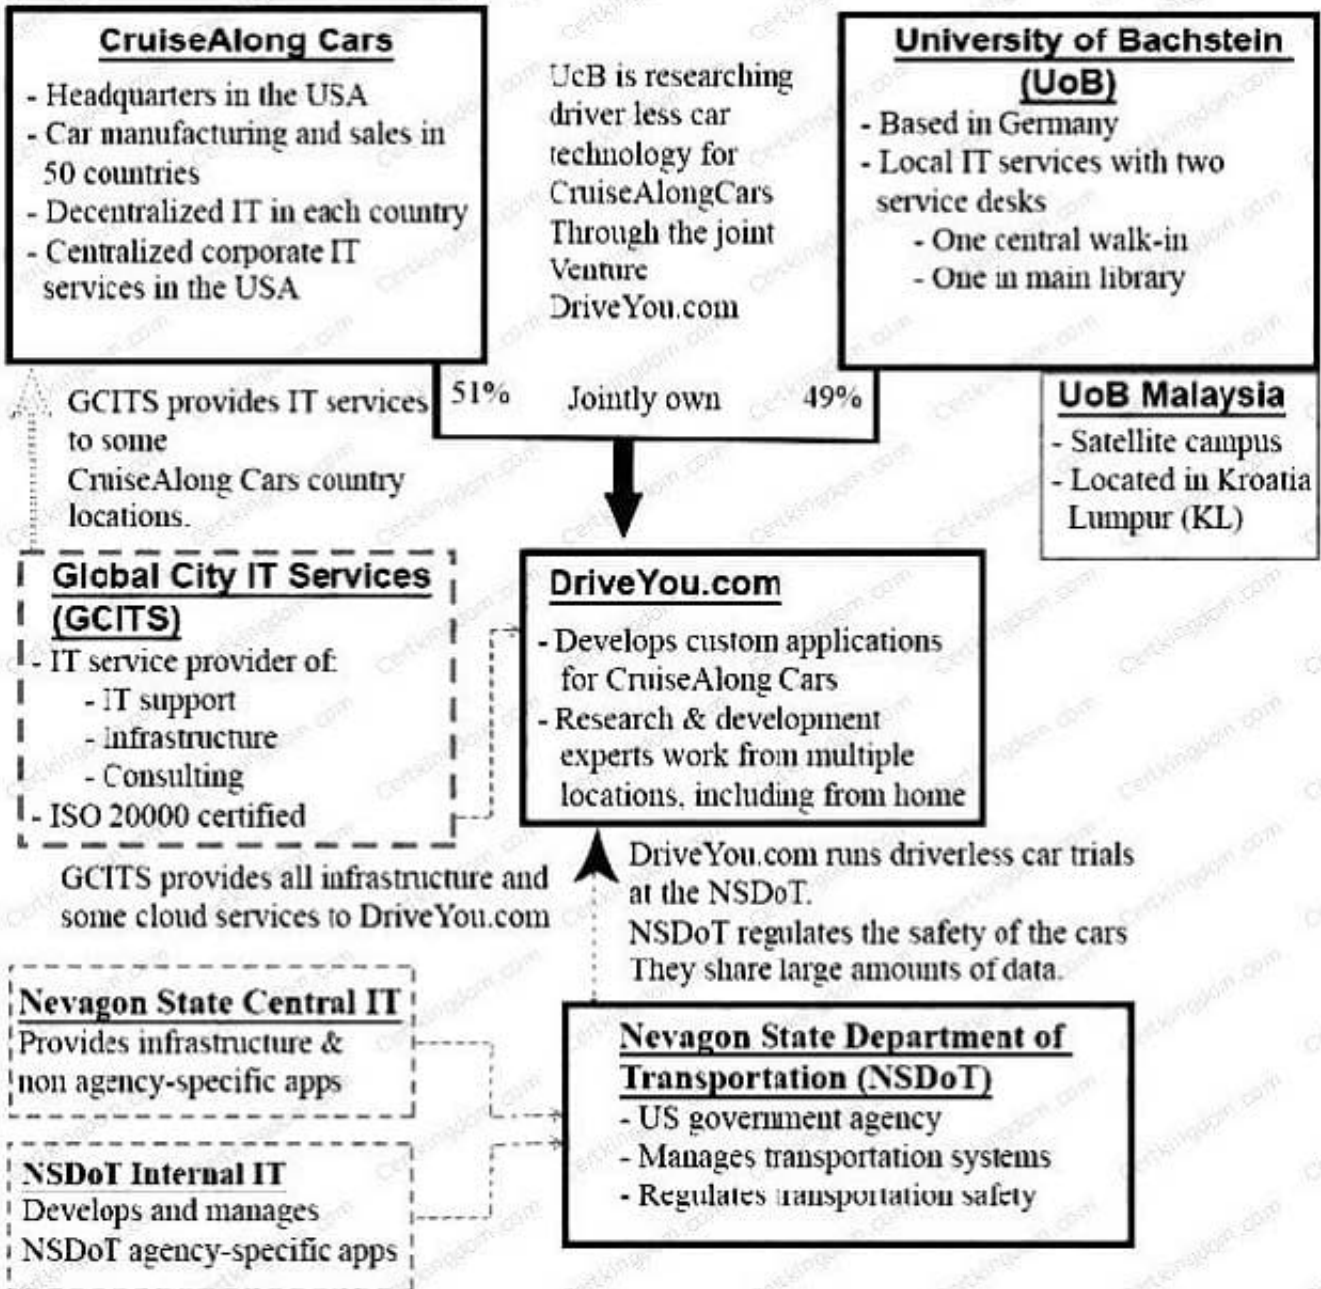 CruiseAlong Cars
- Headquarters in the USA
- Car manufacturing and sales in
50 countries
- Decentralized IT in each country
- Centralized corporate IT
services in the USA
UcB is researching
driver less car
technology for
CruiseAlongCars
Through the joint
Venture
DriveYou.com
University of Bachstein
(UoB)
- Based in Germany
- Local IT services with two
service desks
- One central walk-in
- One in main library
51% Jointly own 49%
UoB Malaysia
- Satellite campus
- Located in Kroatia
Lumpur (KL)
GCITS provides IT services
to some
CruiseAlong Cars country
locations.
Global City IT Services
(GCITS)
- IT service provider of:
- IT support
- Infrastructure
- Consulting
- ISO 20000 certified
DriveYou.com
- Develops custom applications
for CruiseAlong Cars
- Research & development
experts work from multiple
locations, including from home
GCITS provides all infrastructure and
some cloud services to DriveYou.com
DriveYou.com runs driverless car trials
at the NSDoT.
NSDoT regulates the safety of the cars
They share large amounts of data.
Nevagon State Central IT
Provides infrastructure &
non agency-specific apps
NSDoT Internal IT
Develops and manages
NSDoT agency-specific apps
Nevagon State Department of
Transportation (NSDoT)
- US government agency
- Manages transportation systems
- Regulates transportation safety
Certkingdom.com